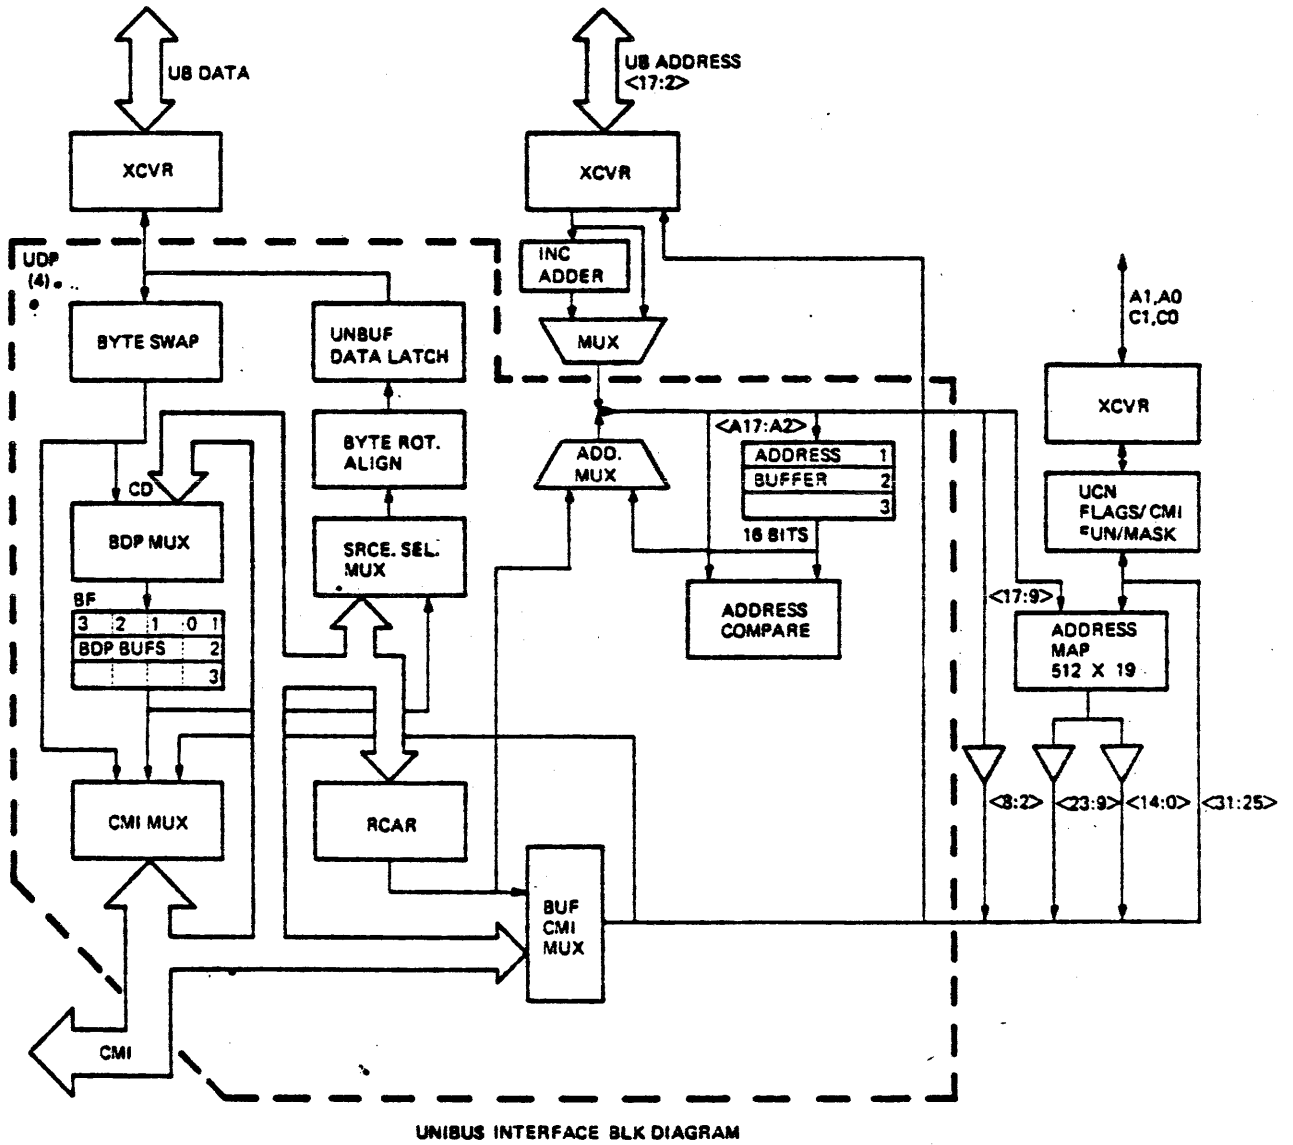 UB DATA
UB ADDRESS
<17:2>
XCVR
XCVR
UDP
(4)
INC
ADDER
A1,A0
C1,C0
BYTE SWAP
UNBUF
DATA LATCH
MUX
XCVR
BYTE ROT.
ALIGN
ADD.
MUX
<A17:A2>
ADDRESS 1
BUFFER 2
3
16 BITS
CD
BDP MUX
SRCE. SEL.
MUX
UCN
FLAGS/CMI
FUN/MASK
BF
3 2 1 0 1
BDP BUFS 2
3
ADDRESS
COMPARE
<17:9>
ADDRESS
MAP
512 X 19
CMI MUX
RCAR
<8:2>
<23:9>
<14:0>
<31:25>
BUF
CMI
MUX
CMI
UNIBUS INTERFACE BLK DIAGRAM